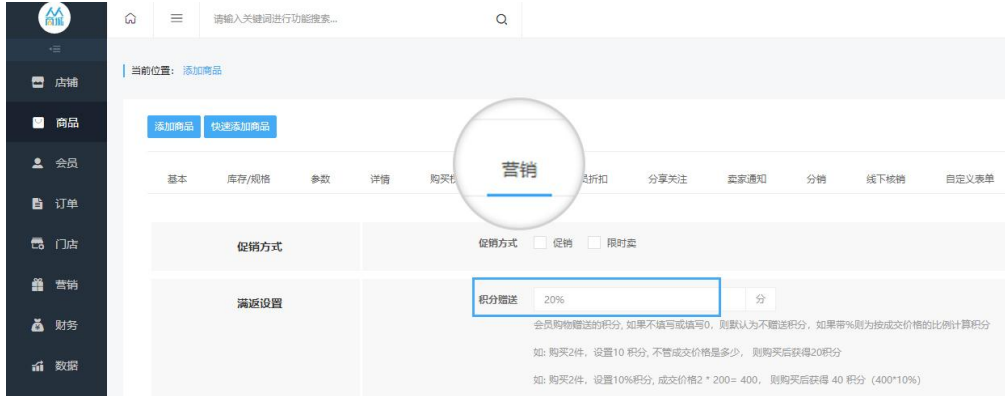 众
商城
请输入关键词进行功能搜索...
店铺
当前位置： 添加商品
商品
添加商品 快速添加商品
会员
基本 库存/规格 参数 详情 购买 营销 员折扣 分享关注 卖家通知 分销 线下核销 自定义表单
订单
门店
促销方式 促销方式 促销 限时卖
营销
满返设置 积分赠送 20% 分
财务
会员购物赠送的积分, 如果不填写或填写0，则默认为不赠送积分，如果带%则为按成交价格的比例计算积分
如: 购买2件，设置10 积分, 不管成交价格是多少， 则购买后获得20积分
数据
如: 购买2件，设置10%积分, 成交价格2 * 200= 400， 则购买后获得 40 积分（400*10%）